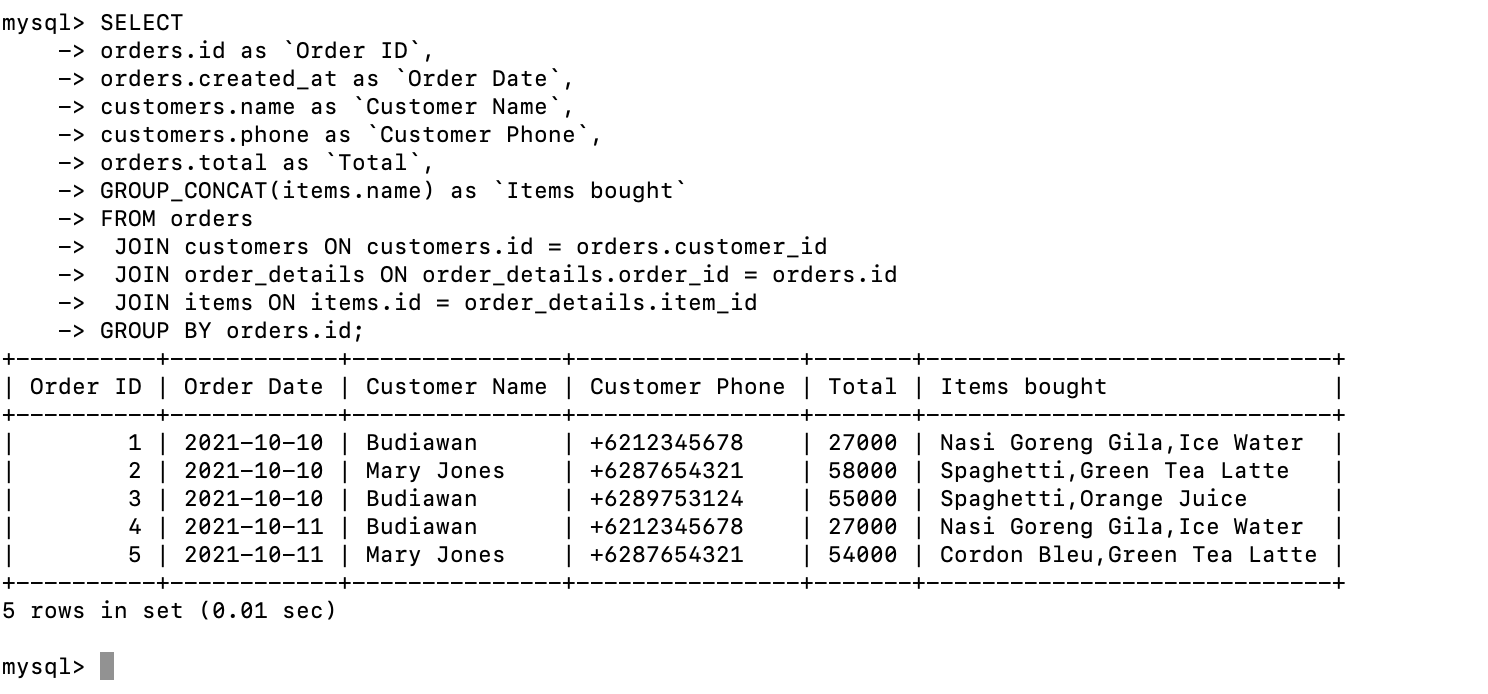 mysql> SELECT
    -> orders.id as `Order ID`,
    -> orders.created_at as `Order Date`,
    -> customers.name as `Customer Name`,
    -> customers.phone as `Customer Phone`,
    -> orders.total as `Total`,
    -> GROUP_CONCAT(items.name) as `Items bought`
    -> FROM orders
    ->  JOIN customers ON customers.id = orders.customer_id
    ->  JOIN order_details ON order_details.order_id = orders.id
    ->  JOIN items ON items.id = order_details.item_id
    -> GROUP BY orders.id;
+----------+------------+---------------+----------------+-------+-----------------------------+
| Order ID | Order Date | Customer Name | Customer Phone | Total | Items bought                |
+----------+------------+---------------+----------------+-------+-----------------------------+
|        1 | 2021-10-10 | Budiawan      | +6212345678    | 27000 | Nasi Goreng Gila,Ice Water  |
|        2 | 2021-10-10 | Mary Jones    | +6287654321    | 58000 | Spaghetti,Green Tea Latte   |
|        3 | 2021-10-10 | Budiawan      | +6289753124    | 55000 | Spaghetti,Orange Juice      |
|        4 | 2021-10-11 | Budiawan      | +6212345678    | 27000 | Nasi Goreng Gila,Ice Water  |
|        5 | 2021-10-11 | Mary Jones    | +6287654321    | 54000 | Cordon Bleu,Green Tea Latte |
+----------+------------+---------------+----------------+-------+-----------------------------+
5 rows in set (0.01 sec)

mysql>